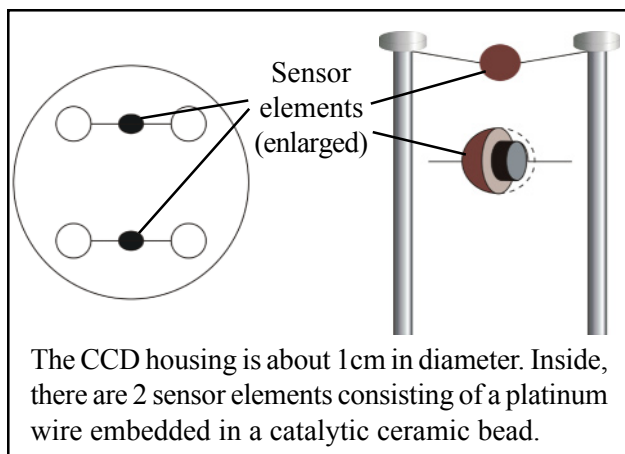 Sensor
elements
(enlarged)
The CCD housing is about 1cm in diameter. Inside,
there are 2 sensor elements consisting of a platinum
wire embedded in a catalytic ceramic bead.